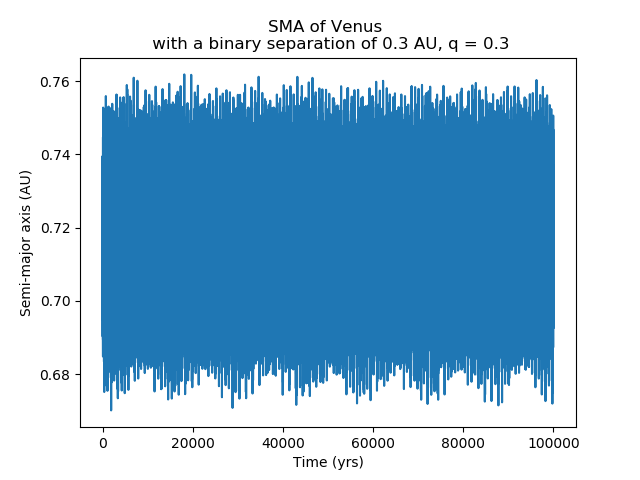 SMA of Venus
with a binary separation of 0.3 AU, q = 0.3
0.76
0.74
0.72
0.70
0.68
Semi-major axis (AU)
0 20000 40000 60000 80000 100000
Time (yrs)